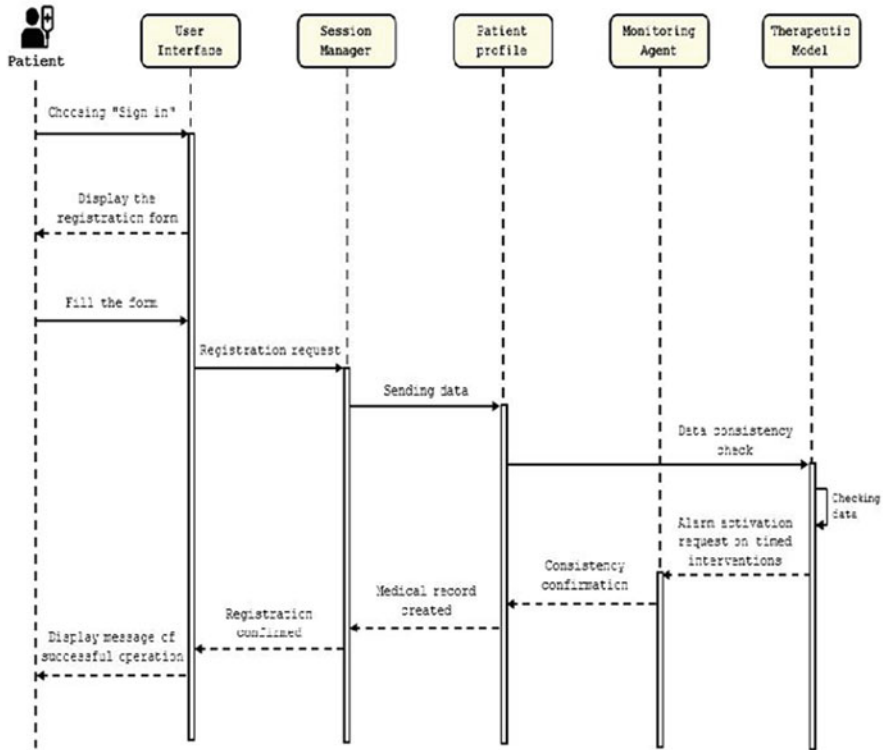 Patient
User
Interface
Session
Manager
Patient
profile
Monitoring
Agent
Therapeutic
Model
Choosing "Sign in"
Display the
registration form
Fill the form
Registration request
Sending data
Data consistency
check
Checking
data
Alarm activation
request on timed
interventions
Consistency
confirmation
Medical record
created
Registration
confirmed
Display message of
successful operation